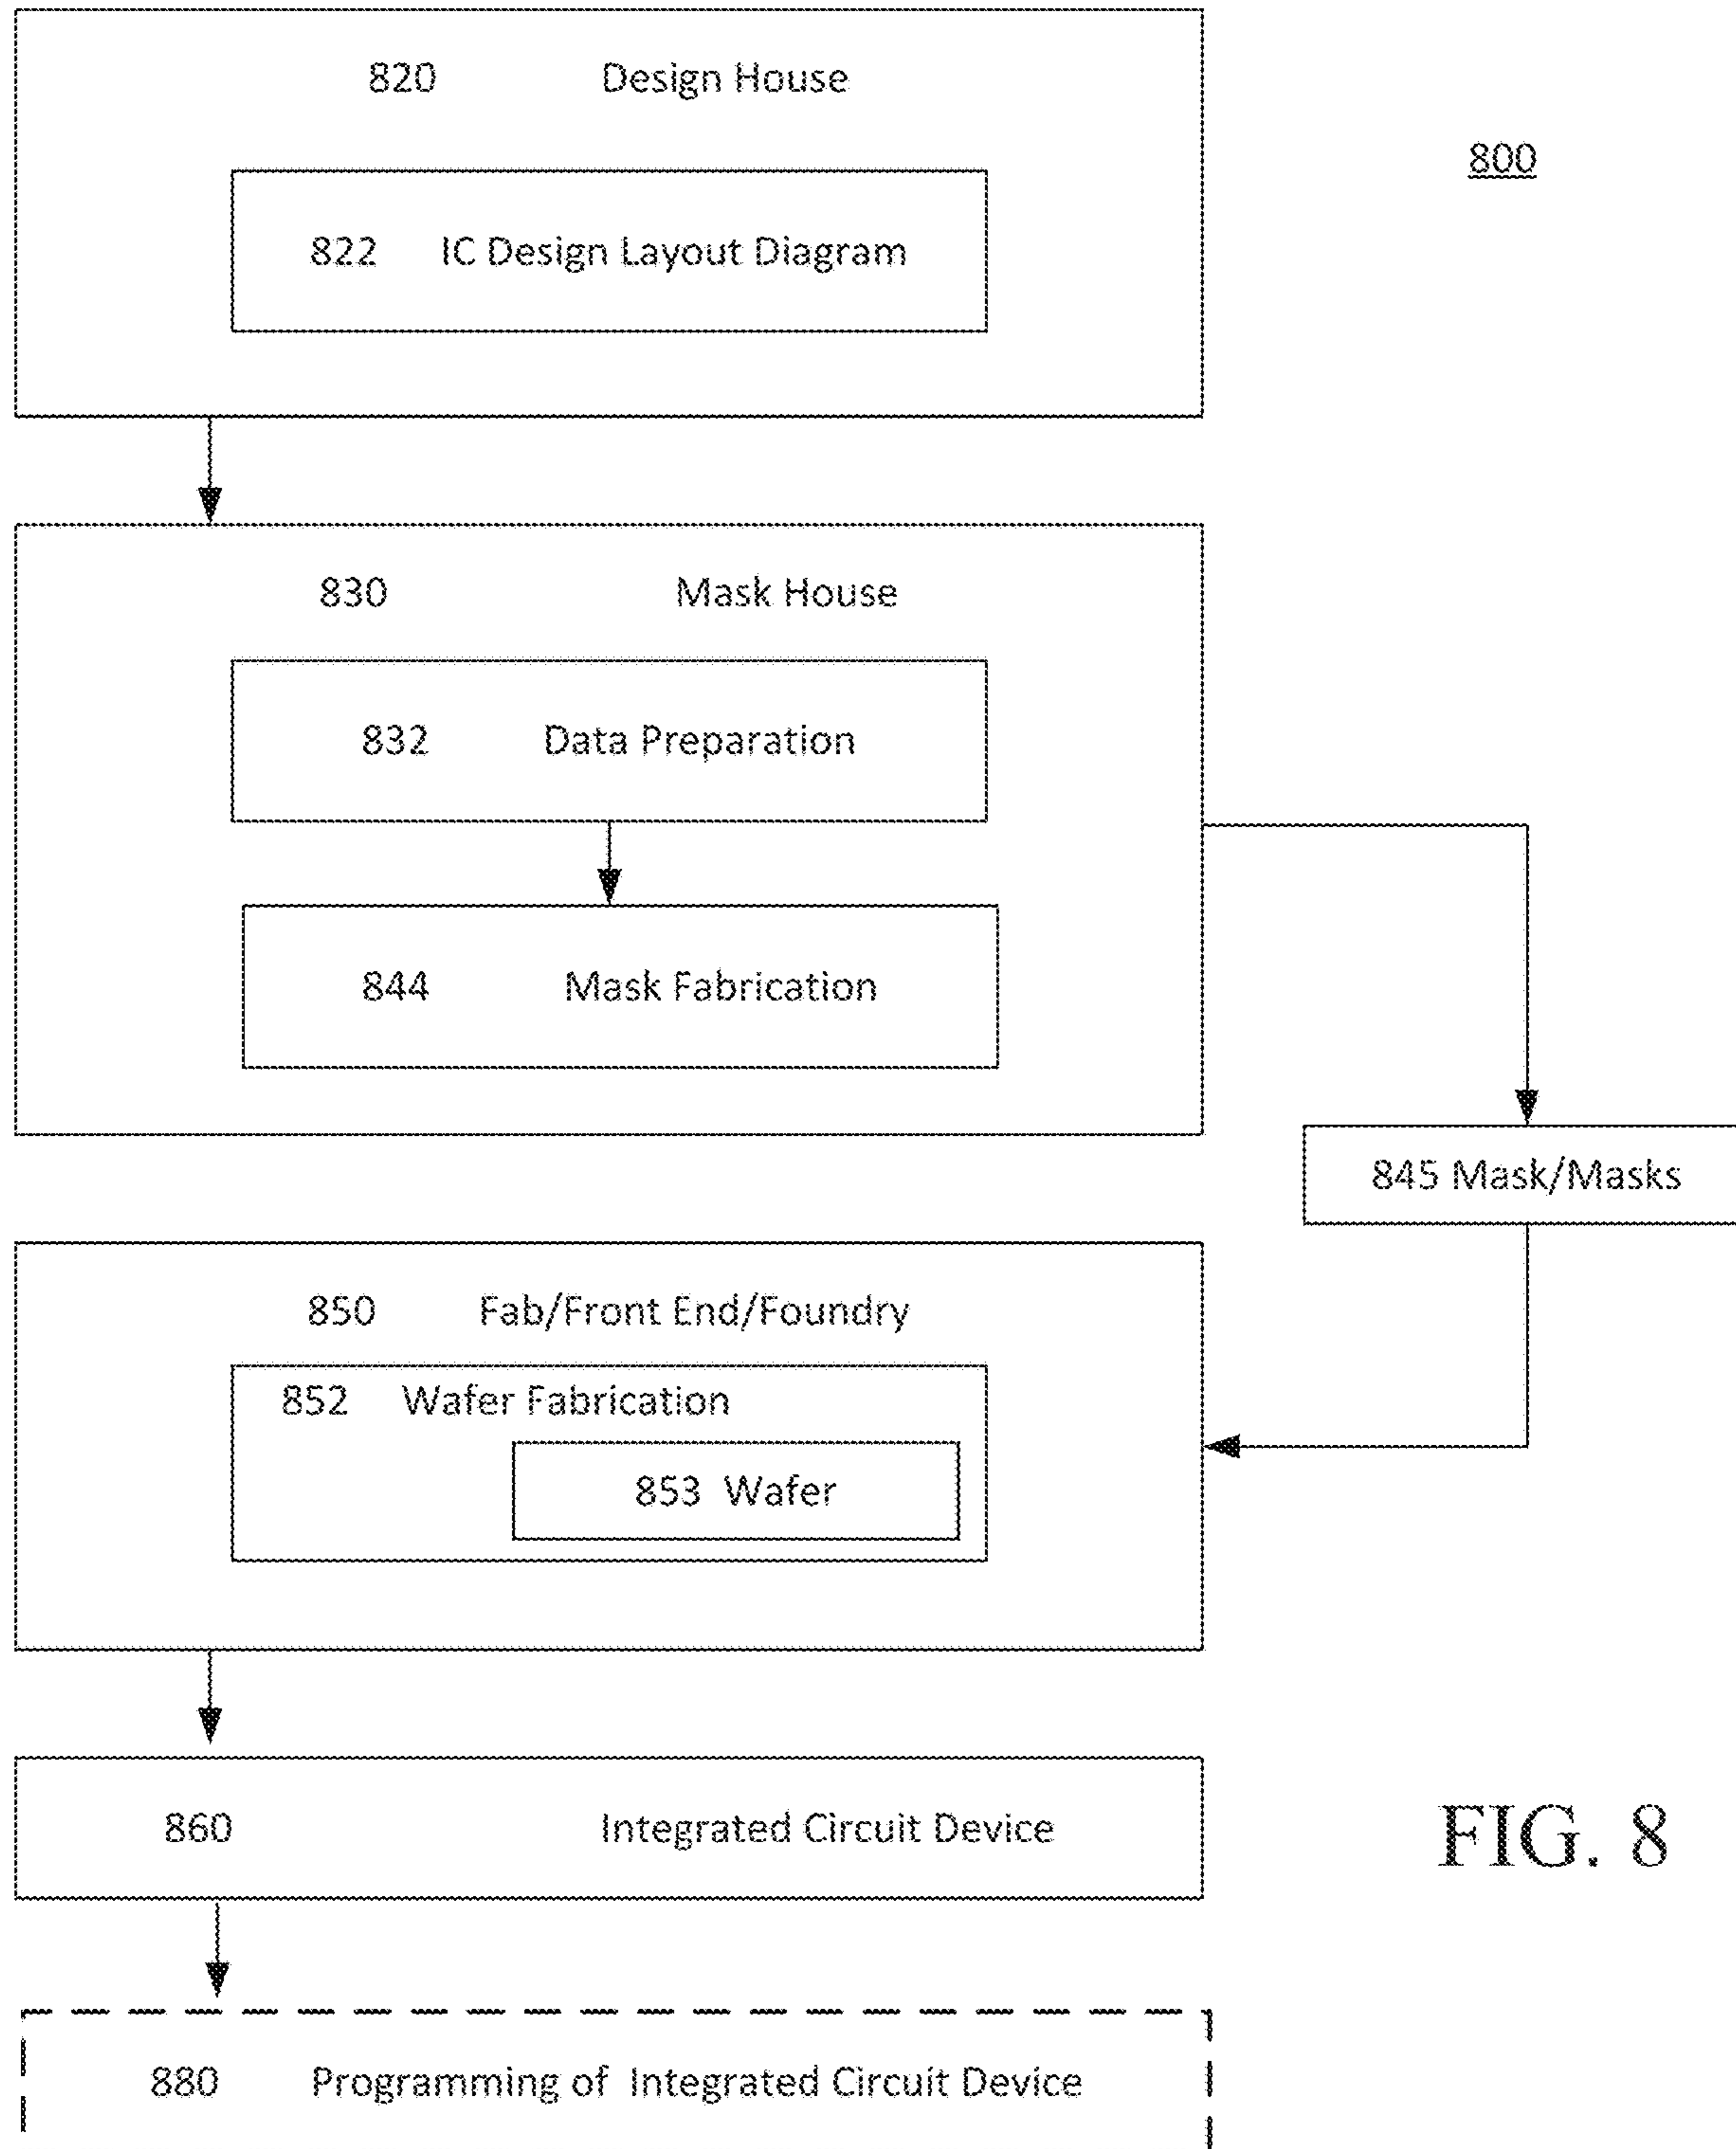 820 Design House
800
822 IC Design Layout Diagram
830 Mask House
832 Data Preparation
844 Mask Fabrication
845 Mask/Masks
850 Fab/Front End/Foundry
852 Wafer Fabrication
853 Wafer
860 Integrated Circuit Device
FIG. 8
880 Programming of Integrated Circuit Device